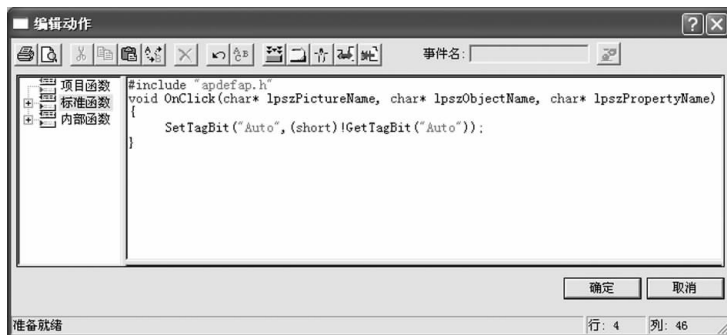 编辑动作
事件名:
项目函数
标准函数
内部函数
#include "apdefap.h"
void OnClick(char* lpszPictureName, char* lpszObjectName, char* lpszPropertyName)
{
SetTagBit("Auto",(short)!GetTagBit("Auto"));
}
确定 取消
准备就绪 行: 4 列: 46